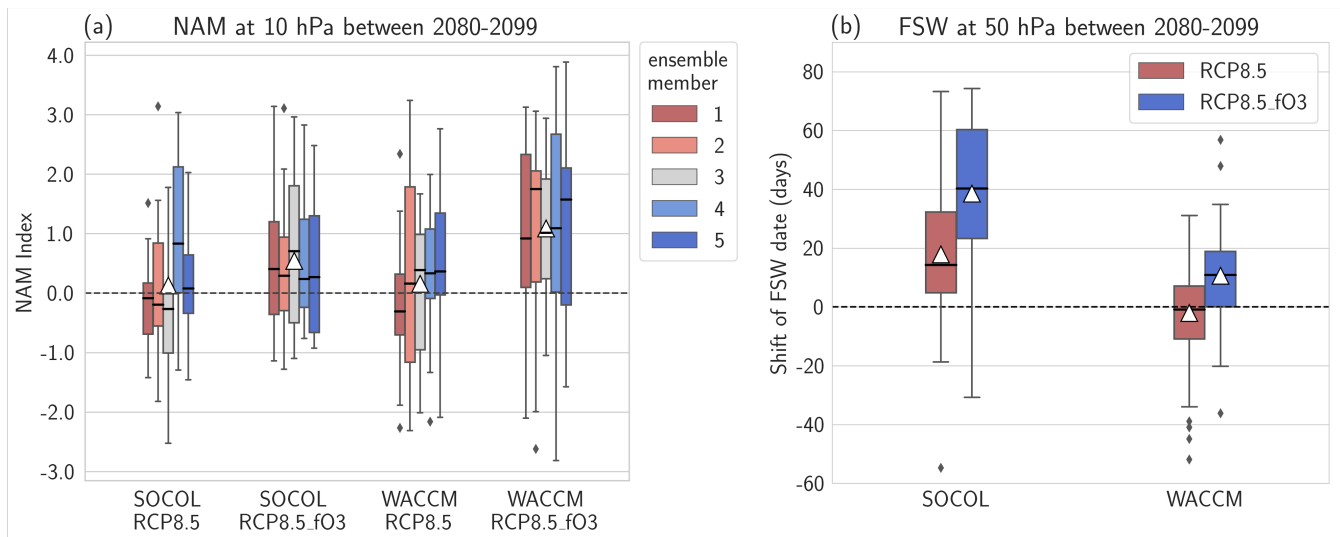 (a) NAM at 10 hPa between 2080-2099
NAM Index
4.0
3.0
2.0
1.0
0.0
-1.0
-2.0
-3.0
SOCOL
RCP8.5
SOCOL
RCP8.5_fO3
WACCM
RCP8.5
WACCM
RCP8.5_fO3
ensemble
member
1
2
3
4
5
(b) FSW at 50 hPa between 2080-2099
Shift of FSW date (days)
80
60
40
20
0
-20
-40
-60
SOCOL
WACCM
RCP8.5
RCP8.5_fO3